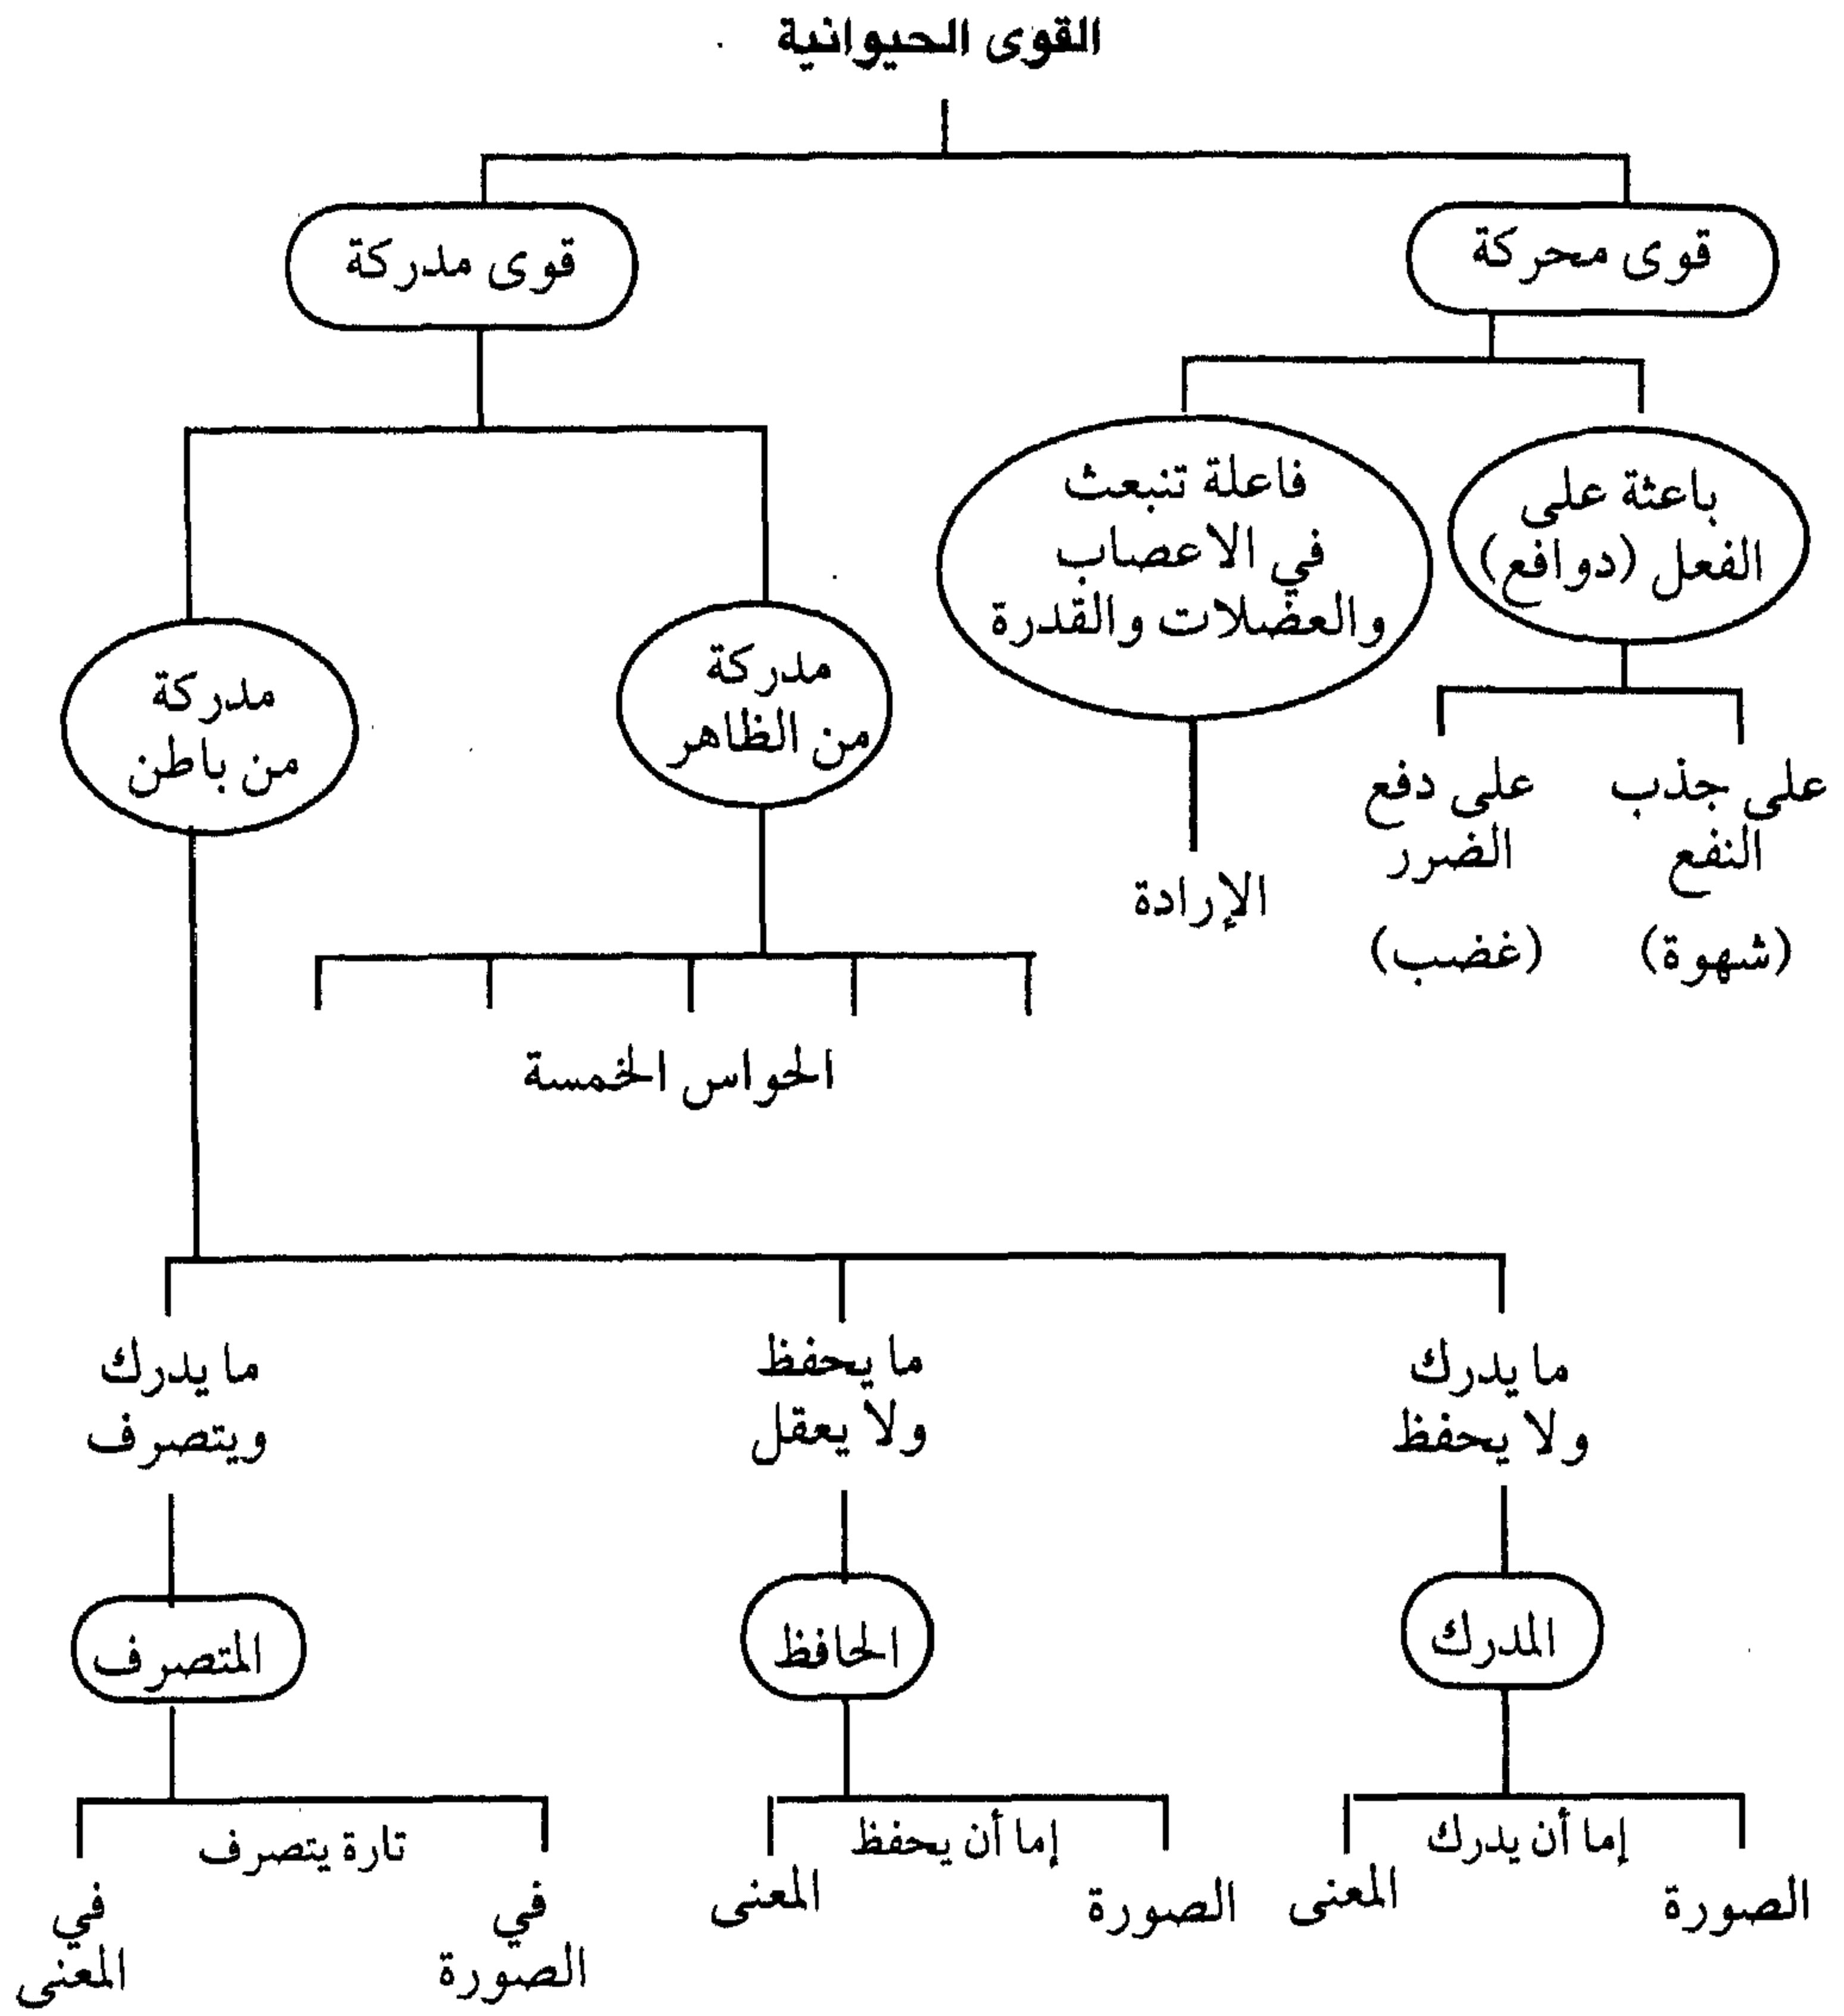 القوى الحيوانية
قوى محركة
قوى مدركة
باعثة على
الفعل (دوافع)
فاعلة تنبعث
في الاعصاب
والعضلات والقدرة
على جذب
النفع
(شهوة)
على دفع
الضرر
(غضب)
الإرادة
مدركة
من الظاهر
مدركة
من باطن
الحواس الخمسة
ما يدرك
ولا يحفظ
ما يحفظ
ولا يعقل
ما يدرك
ويتصرف
المدرك
الحافظ
المتصرف
إما أن يدرك
الصورة
المعنى
إما أن يحفظ
الصورة
المعنى
تارة يتصرف
في
الصورة
في
المعنى